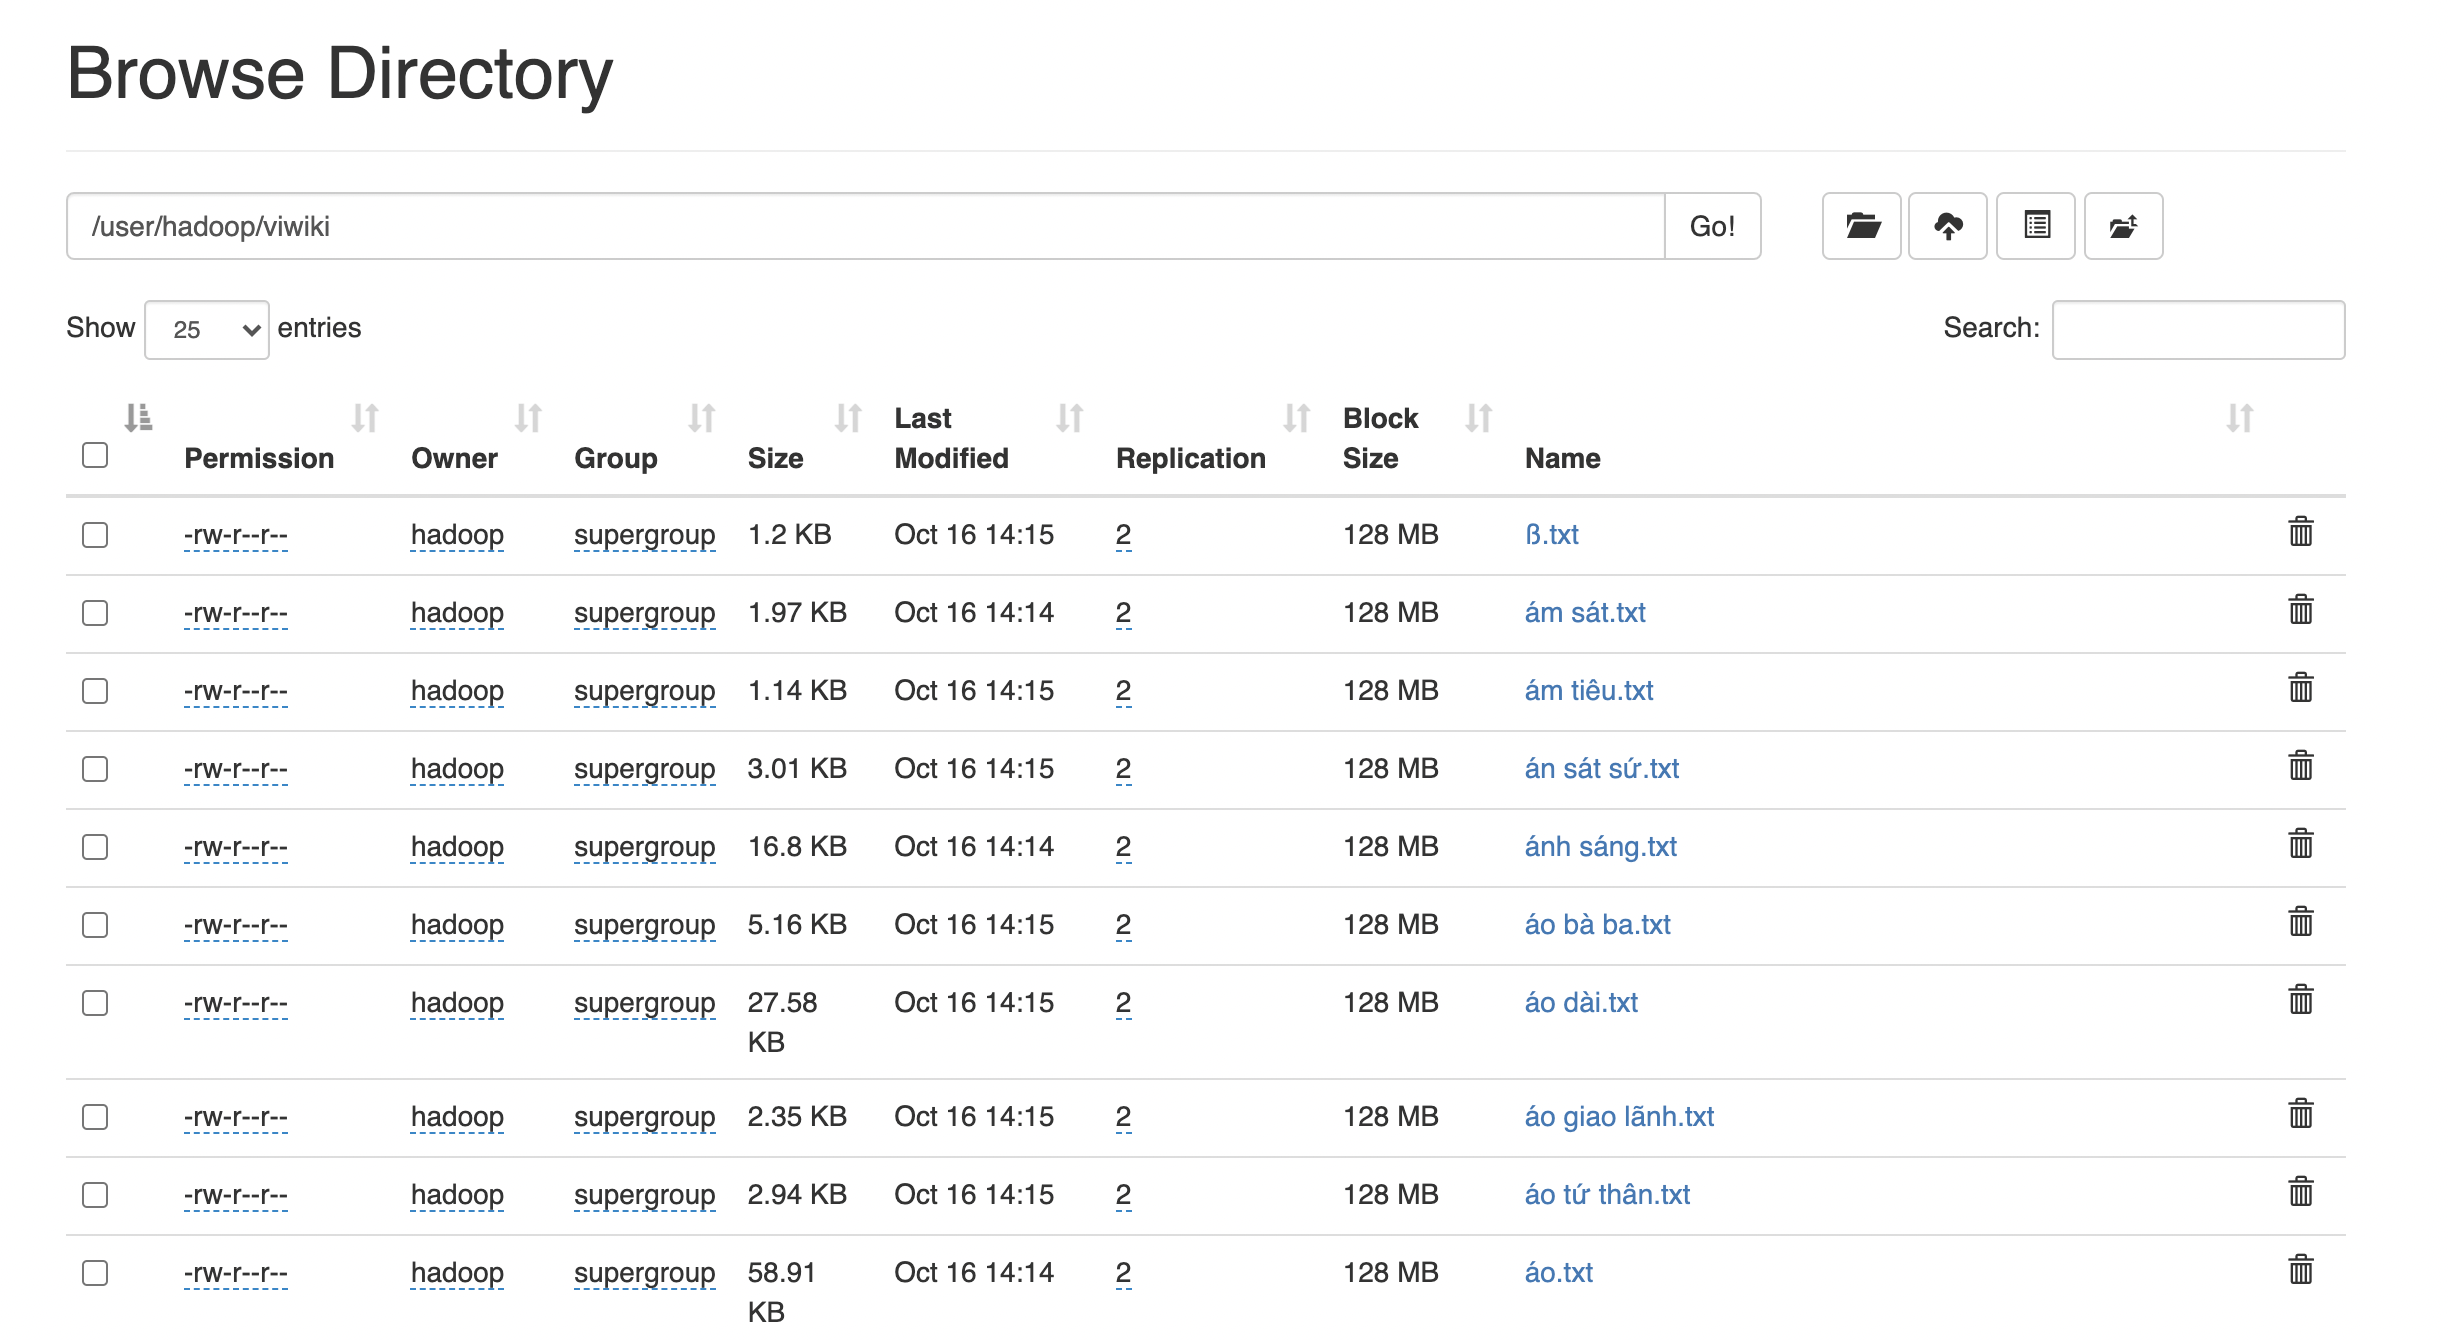 Browse Directory
/user/hadoop/viwiki Go!
Show 25 entries Search:
Permission Owner Group Size Last Modified Replication Block Size Name
-rw-r--r-- hadoop supergroup 1.2 KB Oct 16 14:15 2 128 MB ß.txt
-rw-r--r-- hadoop supergroup 1.97 KB Oct 16 14:14 2 128 MB ám sát.txt
-rw-r--r-- hadoop supergroup 1.14 KB Oct 16 14:15 2 128 MB ám tiêu.txt
-rw-r--r-- hadoop supergroup 3.01 KB Oct 16 14:15 2 128 MB án sát sứ.txt
-rw-r--r-- hadoop supergroup 16.8 KB Oct 16 14:14 2 128 MB ánh sáng.txt
-rw-r--r-- hadoop supergroup 5.16 KB Oct 16 14:15 2 128 MB áo bà ba.txt
-rw-r--r-- hadoop supergroup 27.58 KB Oct 16 14:15 2 128 MB áo dài.txt
-rw-r--r-- hadoop supergroup 2.35 KB Oct 16 14:15 2 128 MB áo giao lãnh.txt
-rw-r--r-- hadoop supergroup 2.94 KB Oct 16 14:15 2 128 MB áo tứ thân.txt
-rw-r--r-- hadoop supergroup 58.91 KB Oct 16 14:14 2 128 MB áo.txt